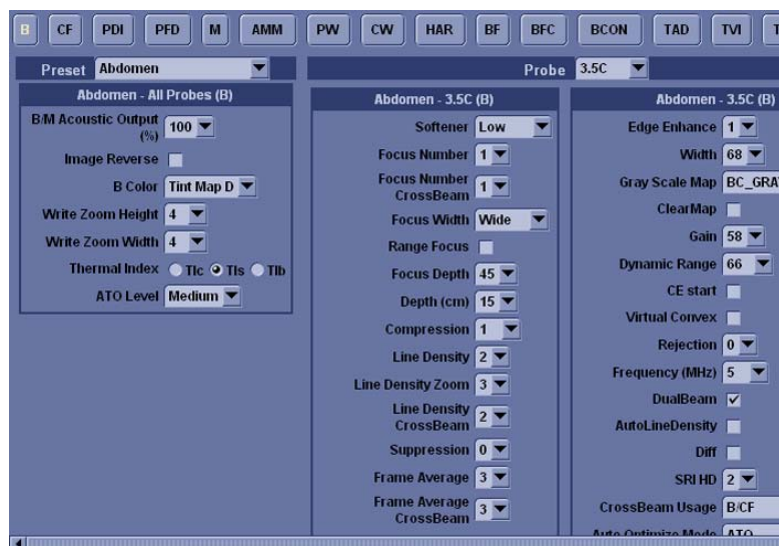 B CF PDI PFD M AMM PW CW HAR BF BFC BCON TAD TVI
Preset Abdomen Probe 3.5C
Abdomen - All Probes (B)
B/M Acoustic Output (%) 100
Image Reverse
B Color Tint Map D
Write Zoom Height 4
Write Zoom Width 4
Thermal Index TIc TIs TIb
ATO Level Medium
Abdomen - 3.5C (B)
Softener Low
Focus Number 1
Focus Number CrossBeam 1
Focus Width Wide
Range Focus
Focus Depth 45
Depth (cm) 15
Compression 1
Line Density 2
Line Density Zoom 3
Line Density CrossBeam 2
Suppression 0
Frame Average 3
Frame Average CrossBeam 3
Abdomen - 3.5C (B)
Edge Enhance 1
Width 68
Gray Scale Map BC_GRA
ClearMap
Gain 58
Dynamic Range 66
CE start
Virtual Convex
Rejection 0
Frequency (MHz) 5
DualBeam
AutoLineDensity
Diff
SRI HD 2
CrossBeam Usage B/CF
Auto Optimize Mode ATO